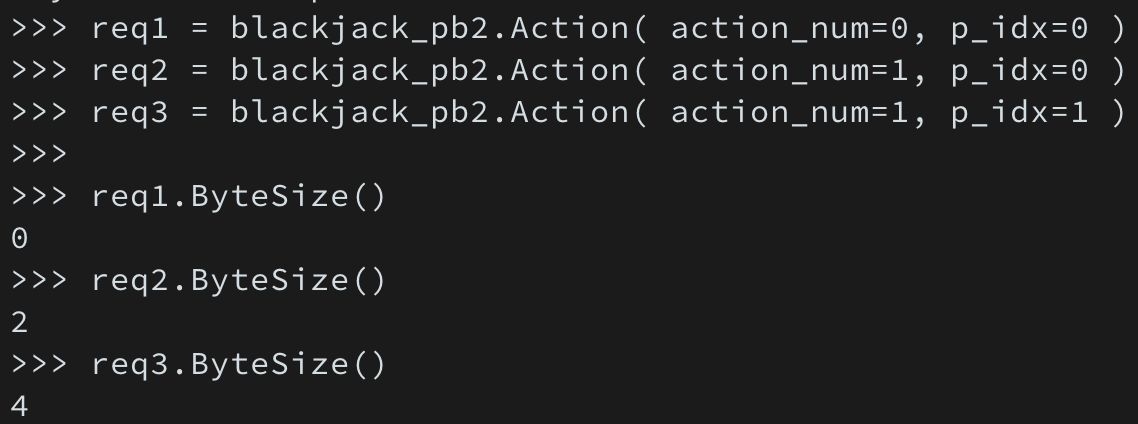 >>> req1 = blackjack_pb2.Action( action_num=0, p_idx=0 )
>>> req2 = blackjack_pb2.Action( action_num=1, p_idx=0 )
>>> req3 = blackjack_pb2.Action( action_num=1, p_idx=1 )
>>>
>>> req1.ByteSize()
0
>>> req2.ByteSize()
2
>>> req3.ByteSize()
4